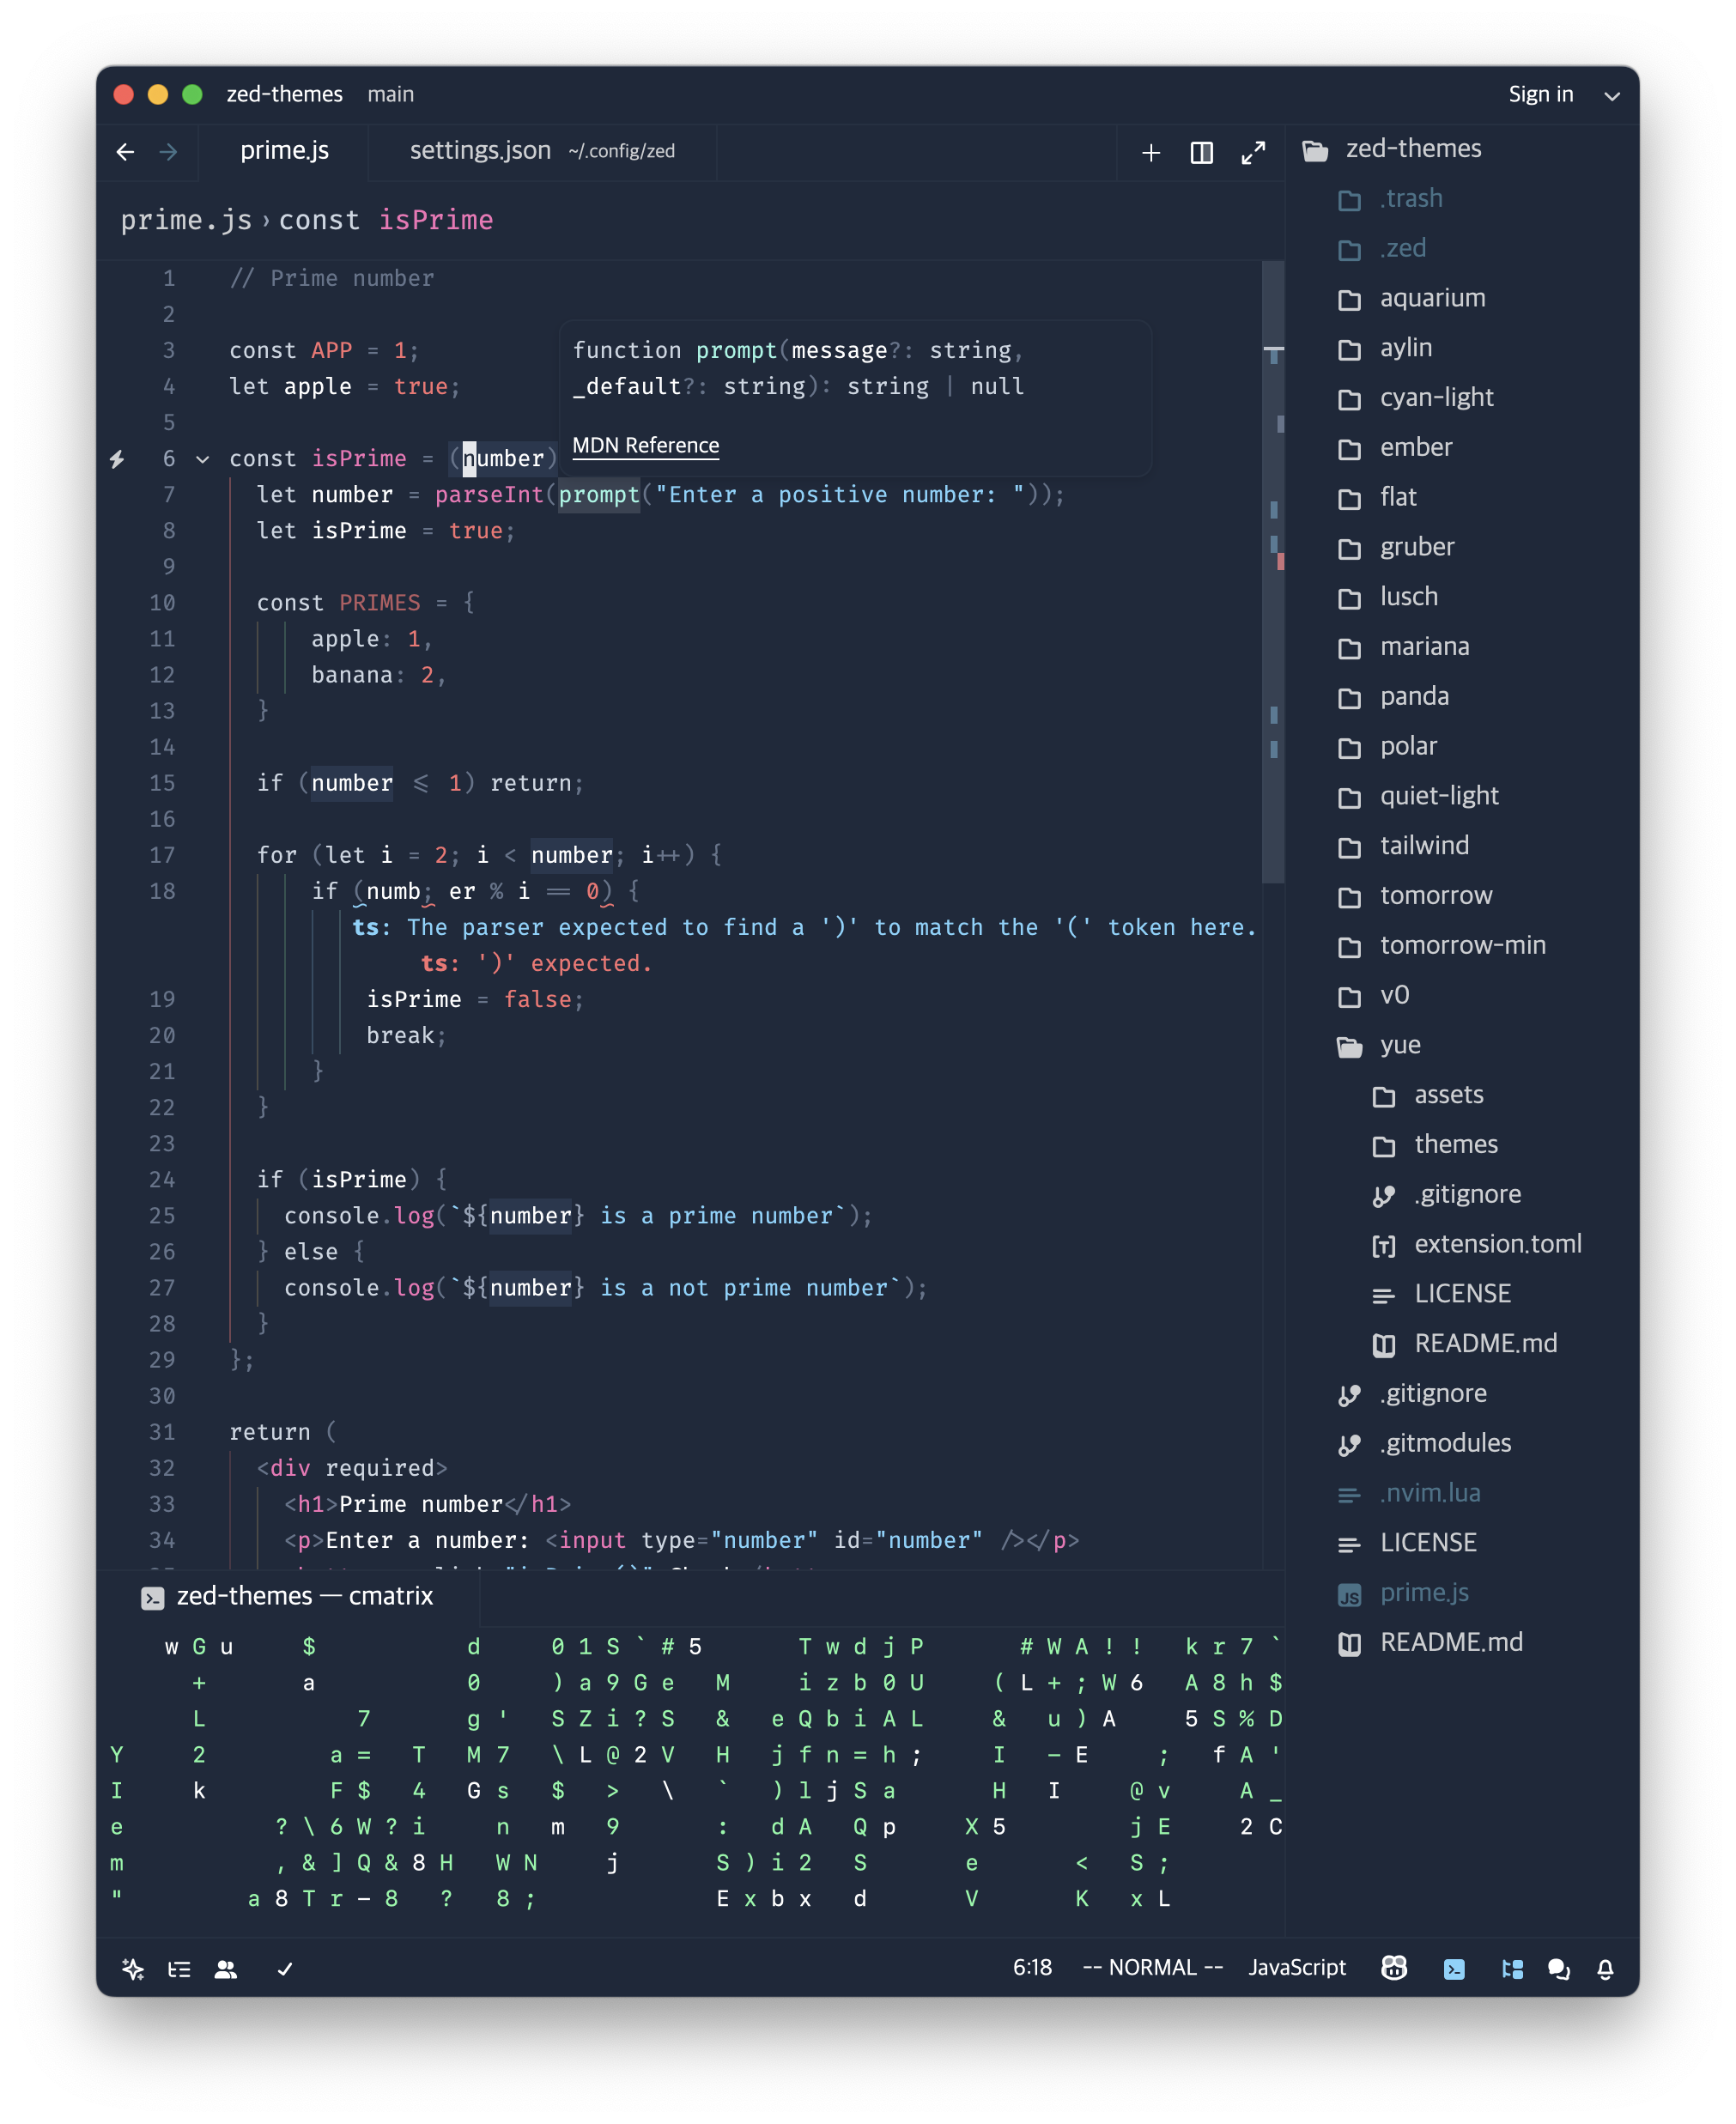 zed-themes main
Sign in
prime.js
settings.json ~/.config/zed
prime.js › const isPrime
1 // Prime number
2
3 const APP = 1;
4 let apple = true;
5
function prompt(message?: string,
_default?: string): string | null
MDN Reference
6 const isPrime = (number)
7 let number = parseInt(prompt("Enter a positive number: "));
8 let isPrime = true;
9
10 const PRIMES = {
11 apple: 1,
12 banana: 2,
13 }
14
15 if (number <= 1) return;
16
17 for (let i = 2; i < number; i++) {
18 if (numb; er % i == 0) {
ts: The parser expected to find a ')' to match the '(' token here.
ts: ')' expected.
19 isPrime = false;
20 break;
21 }
22 }
23
24 if (isPrime) {
25 console.log(`${number} is a prime number`);
26 } else {
27 console.log(`${number} is a not prime number`);
28 }
29 };
30
31 return (
32 <div required>
33 <h1>Prime number</h1>
34 <p>Enter a number: <input type="number" id="number" /></p>
zed-themes — cmatrix
w G u $ d 0 1 S ` # 5 T w d j P # W A ! ! k r 7 `
+ a 0 ) a 9 G e M i z b 0 U ( L + ; W 6 A 8 h $
L 7 g ' S Z i ? S & e Q b i A L & u ) A 5 S % D
Y 2 a = T M 7 \ L @ 2 V H j f n = h ; I - E ; f A '
I k F $ 4 G s $ > \ ` ) l j S a H I @ v A _
e ? \ 6 W ? i n m 9 : d A Q p X 5 j E 2 C
m , & ] Q & 8 H W N j S ) i 2 S e < S ;
" a 8 T r - 8 ? 8 ; E x b x d V K x L
zed-themes
.trash
.zed
aquarium
aylin
cyan-light
ember
flat
gruber
lusch
mariana
panda
polar
quiet-light
tailwind
tomorrow
tomorrow-min
v0
yue
assets
themes
.gitignore
extension.toml
LICENSE
README.md
.gitignore
.gitmodules
.nvim.lua
LICENSE
prime.js
README.md
6:18 -- NORMAL -- JavaScript